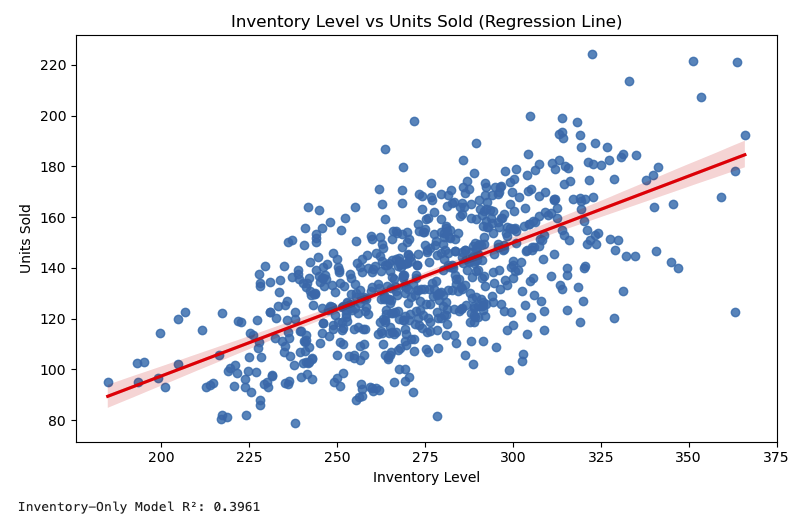 Inventory Level vs Units Sold (Regression Line)
Units Sold
220
200
180
160
140
120
100
80
200 225 250 275 300 325 350 375
Inventory Level
Inventory–Only Model R²: 0.3961